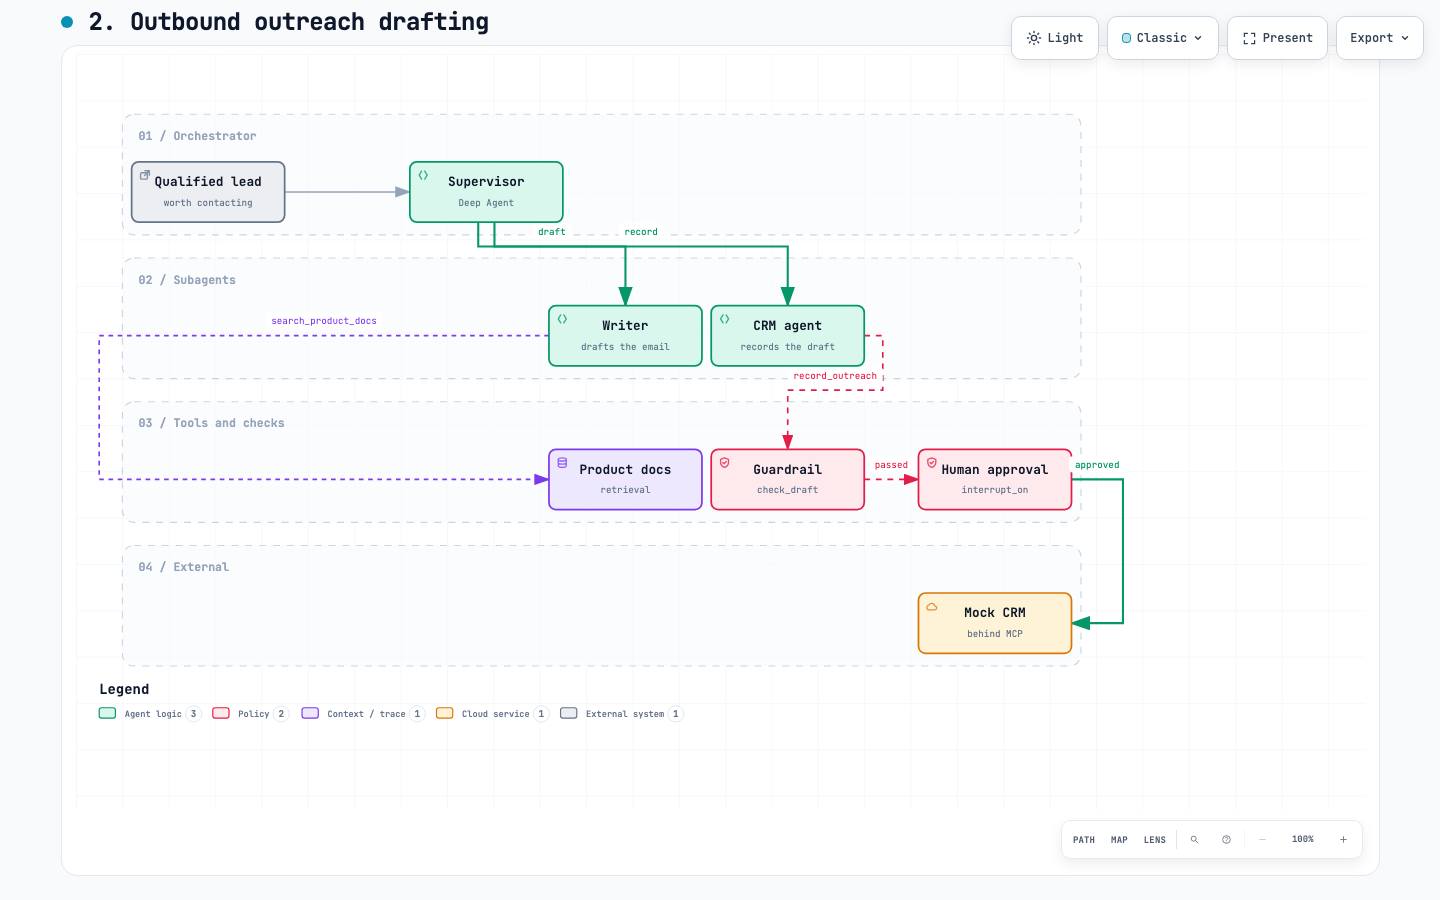 2. Outbound outreach drafting
Light
Classic
Present
Export
01 / Orchestrator
Qualified lead
worth contacting
Supervisor
Deep Agent
draft
record
02 / Subagents
search_product_docs
Writer
drafts the email
CRM agent
records the draft
record_outreach
03 / Tools and checks
Product docs
retrieval
Guardrail
check_draft
passed
Human approval
interrupt_on
approved
04 / External
Mock CRM
behind MCP
Legend
Agent logic 3
Policy 2
Context / trace 1
Cloud service 1
External system 1
PATH
MAP
LENS
100%